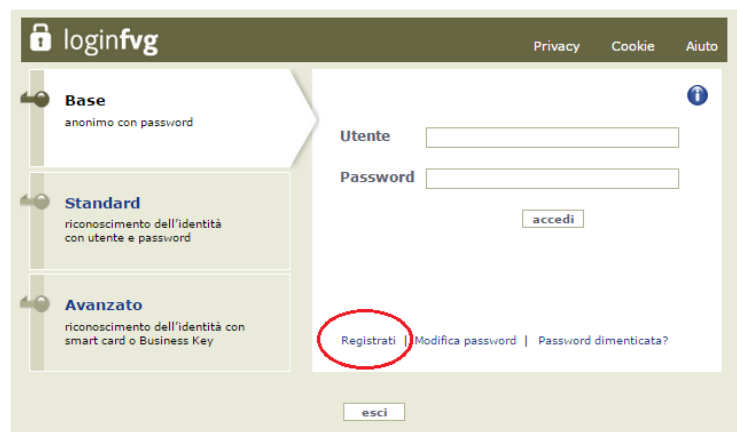 loginfvg
Privacy Cookie Aiuto
Base
anonimo con password
Standard
riconoscimento dell'identità
con utente e password
Avanzato
riconoscimento dell'identità con
smart card o Business Key
i
Utente
Password
accedi
Registrati | Modifica password | Password dimenticata?
esci